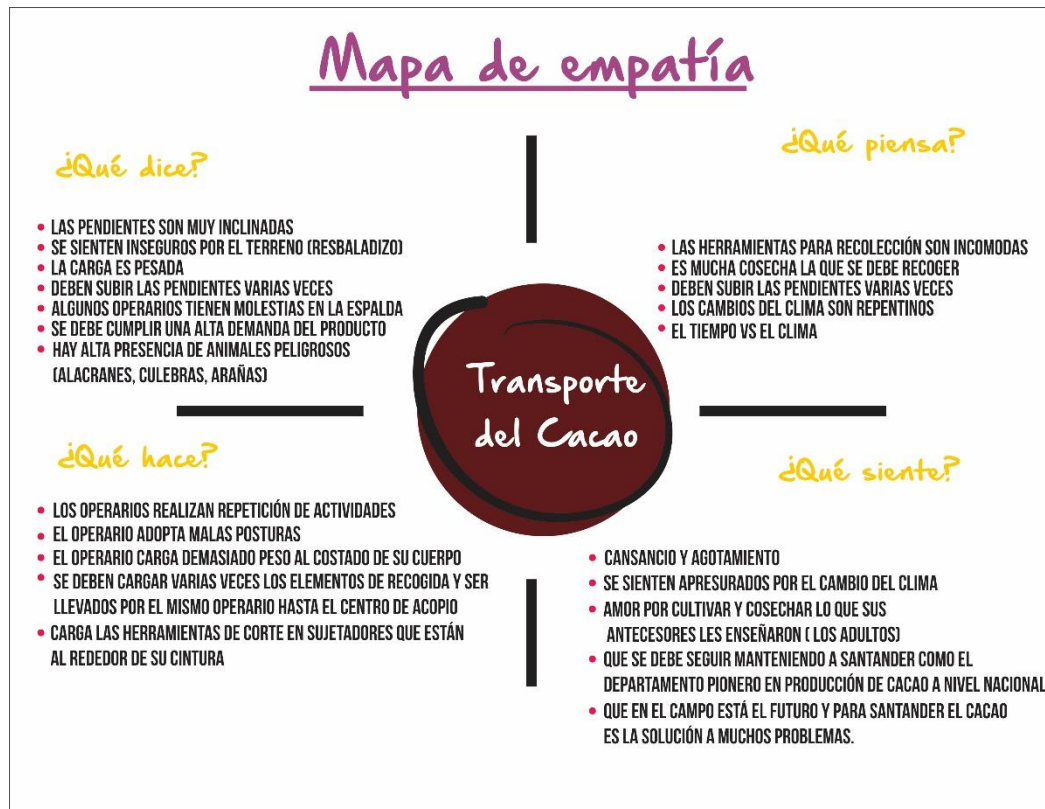 Mapa de empatía
¿Qué dice?
• LAS PENDIENTES SON MUY INCLINADAS
• SE SIENTEN INSEGUROS POR EL TERRENO (RESBALADIZO)
• LA CARGA ES PESADA
• DEBEN SUBIR LAS PENDIENTES VARIAS VECES
• ALGUNOS OPERARIOS TIENEN MOLESTIAS EN LA ESPALDA
• SE DEBE CUMPLIR UNA ALTA DEMANDA DEL PRODUCTO
• HAY ALTA PRESENCIA DE ANIMALES PELIGROSOS
(ALACRANES, CULEBRAS, ARAÑAS)
¿Qué piensa?
• LAS HERRAMIENTAS PARA RECOLECCIÓN SON INCOMODAS
• ES MUCHA COSECHA LA QUE SE DEBE RECOGER
• DEBEN SUBIR LAS PENDIENTES VARIAS VECES
• LOS CAMBIOS DEL CLIMA SON REPENTINOS
• EL TIEMPO VS EL CLIMA
Transporte
del Cacao
¿Qué hace?
• LOS OPERARIOS REALIZAN REPETICIÓN DE ACTIVIDADES
• EL OPERARIO ADOPTA MALAS POSTURAS
• EL OPERARIO CARGA DEMASIADO PESO AL COSTADO DE SU CUERPO
• SE DEBEN CARGAR VARIAS VECES LOS ELEMENTOS DE RECOGIDA Y SER
LLEVADOS POR EL MISMO OPERARIO HASTA EL CENTRO DE ACOPIO
• CARGA LAS HERRAMIENTAS DE CORTE EN SUJETADORES QUE ESTÁN
AL REDEDOR DE SU CINTURA
¿Qué siente?
• CANSANCIO Y AGOTAMIENTO
• SE SIENTEN APRESURADOS POR EL CAMBIO DEL CLIMA
• AMOR POR CULTIVAR Y COSECHAR LO QUE SUS
ANTECESORES LES ENSEÑARON ( LOS ADULTOS)
• QUE SE DEBE SEGUIR MANTENIENDO A SANTANDER COMO EL
DEPARTAMENTO PIONERO EN PRODUCCIÓN DE CACAO A NIVEL NACIONAL
• QUE EN EL CAMPO ESTÁ EL FUTURO Y PARA SANTANDER EL CACAO
ES LA SOLUCIÓN A MUCHOS PROBLEMAS.